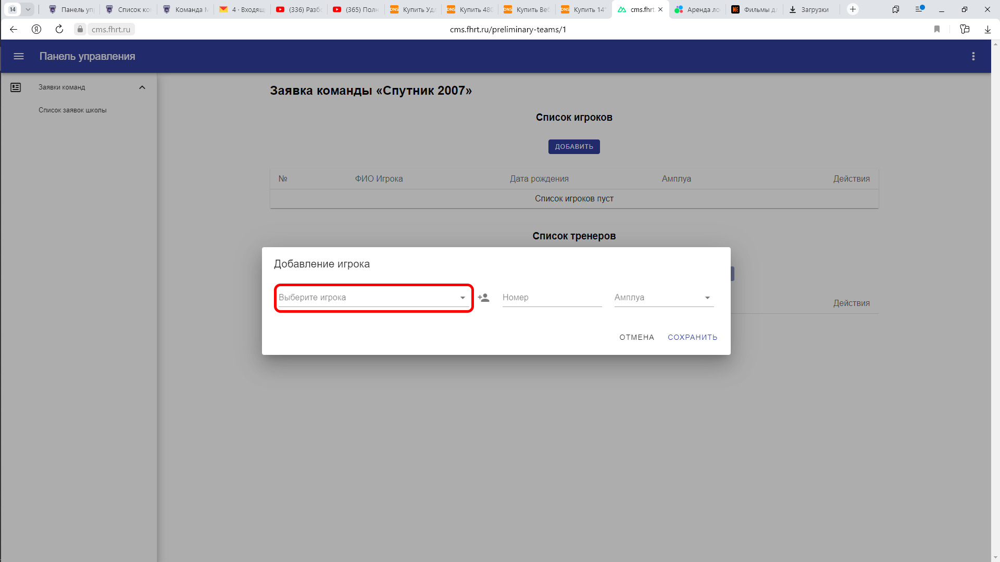 14
Панель уп
Список ко
Команда М
4 · Входящ
(336) Разб
(365) Полн
Купить Уд
Купить 480
Купить Веб
Купить 14"
cms.fhrt.
Аренда ло
Фильмы д
Загрузки
cms.fhrt.ru
cms.fhrt.ru/preliminary-teams/1
Панель управления
Заявки команд
Список заявок школы
Заявка команды «Спутник 2007»
Список игроков
ДОБАВИТЬ
№ ФИО Игрока Дата рождения Амплуа Действия
Список игроков пуст
Список тренеров
Действия
Добавление игрока
Выберите игрока Номер Амплуа
ОТМЕНА СОХРАНИТЬ